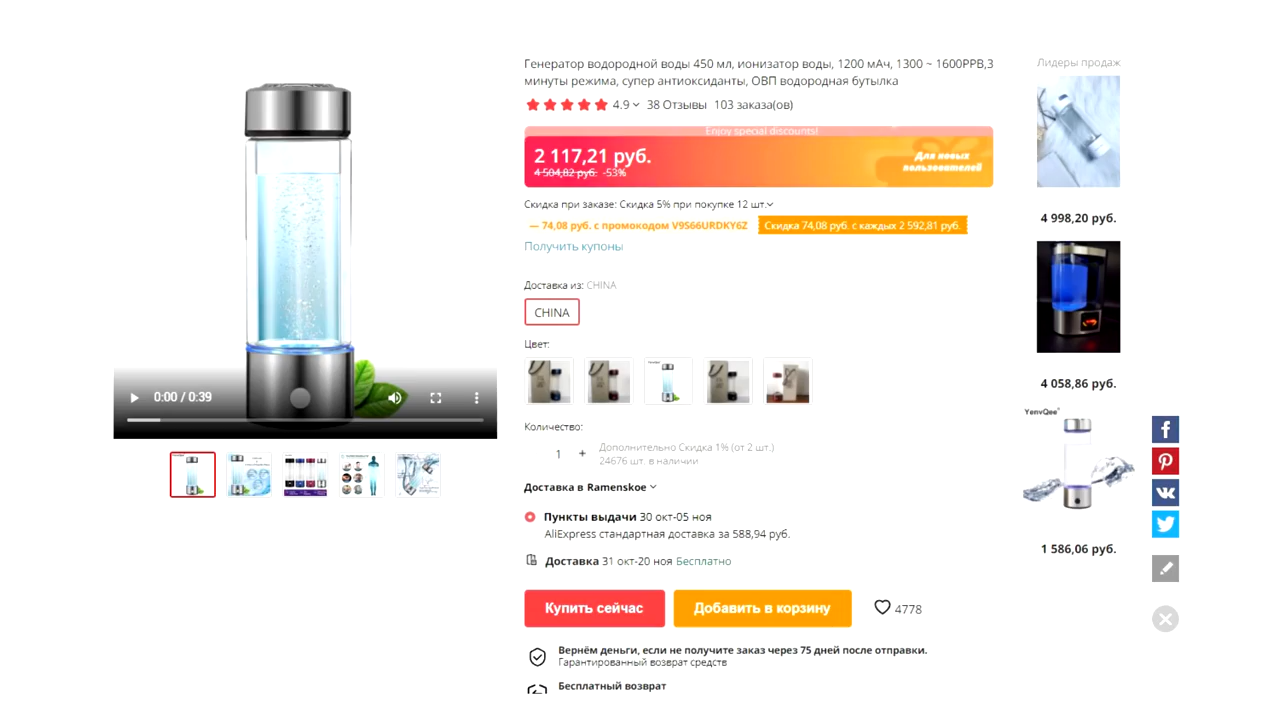 Генератор водородной воды 450 мл, ионизатор воды, 1200 мАч, 1300 ~ 1600PPB,3
минуты режима, супер антиоксиданты, ОВП водородная бутылка
4.9 38 Отзывы 103 заказа(ов)
Enjoy special discounts!
2 117,21 руб.
4 504,82 руб. -53%
Для новых
пользователей
Скидка при заказе: Скидка 5% при покупке 12 шт.
— 74,08 руб. с промокодом V9S66URDKY6Z Скидка 74,08 руб. с каждых 2 592,81 руб.
Получить купоны
Доставка из: CHINA
CHINA
Цвет:
Количество:
1 + Дополнительно Скидка 1% (от 2 шт.)
24676 шт. в наличии
Доставка в Ramenskoe
Пункты выдачи 30 окт-05 ноя
AliExpress стандартная доставка за 588,94 руб.
Доставка 31 окт-20 ноя Бесплатно
Купить сейчас Добавить в корзину 4778
Вернём деньги, если не получите заказ через 75 дней после отправки.
Гарантированный возврат средств
Бесплатный возврат
0:00 / 0:39
Лидеры продаж
4 998,20 руб.
4 058,86 руб.
YenvQee
1 586,06 руб.